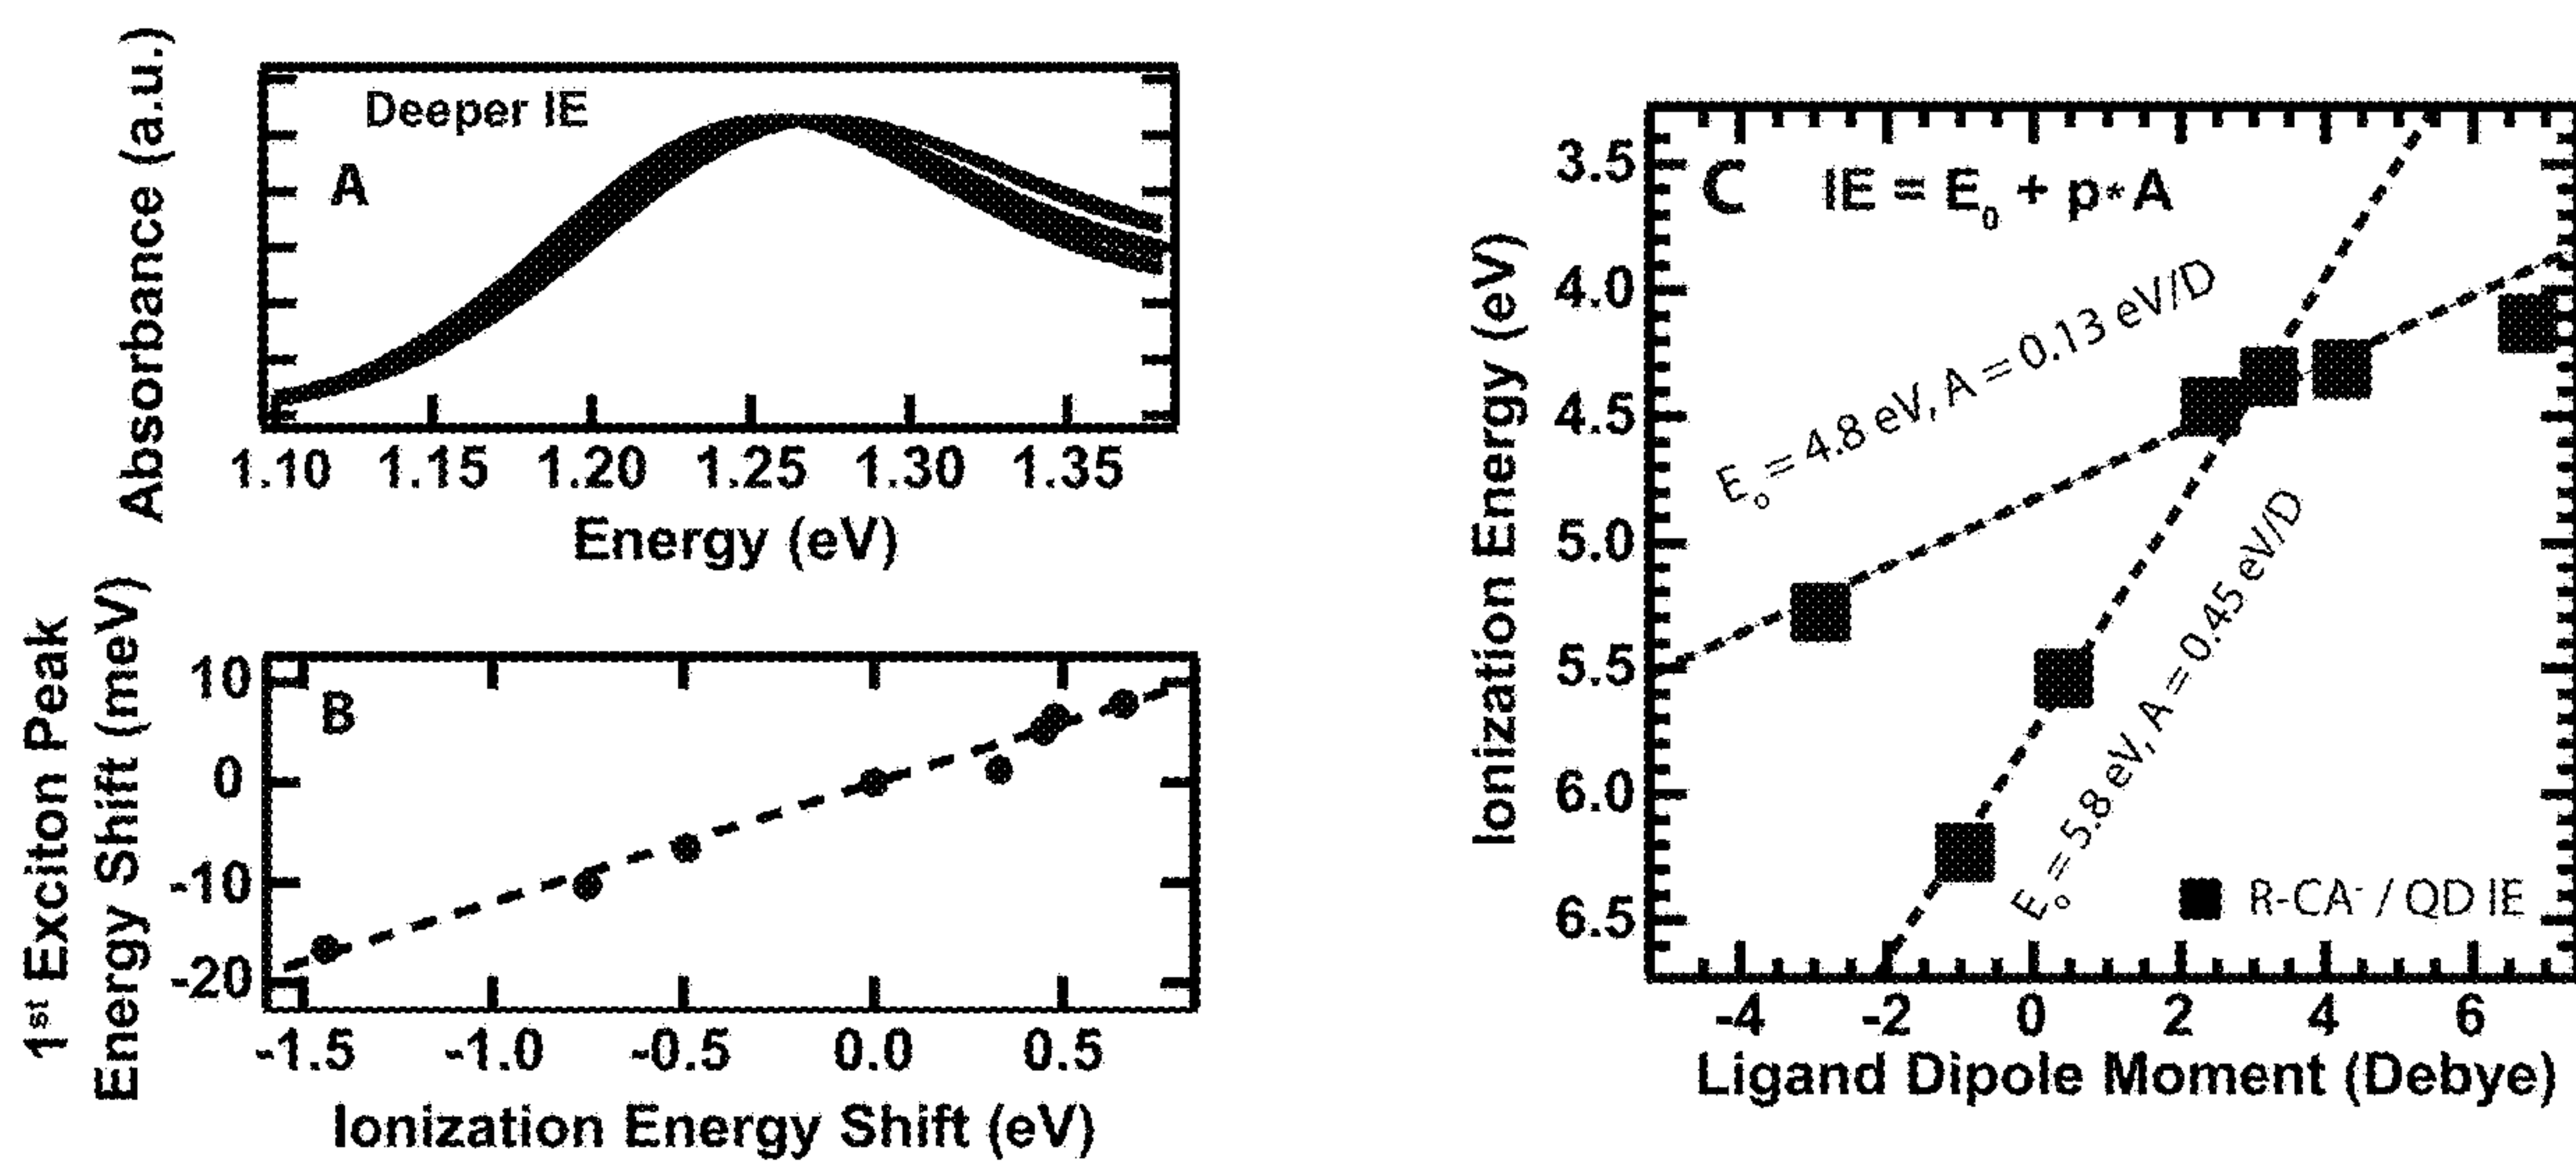 Absorbance (a.u.)
Deeper IE
A
1.10 1.15 1.20 1.25 1.30 1.35
Energy (eV)
1st Exciton Peak
Energy Shift (meV)
10
0
-10
-20
B
-1.5 -1.0 -0.5 0.0 0.5
Ionization Energy Shift (eV)
Ionization Energy (eV)
3.5
4.0
4.5
5.0
5.5
6.0
6.5
C IE = E0 + p*A
Eo = 4.8 eV, A = 0.13 eV/D
Eo = 5.8 eV, A = 0.45 eV/D
R-CA- / QD IE
-4 -2 0 2 4 6
Ligand Dipole Moment (Debye)